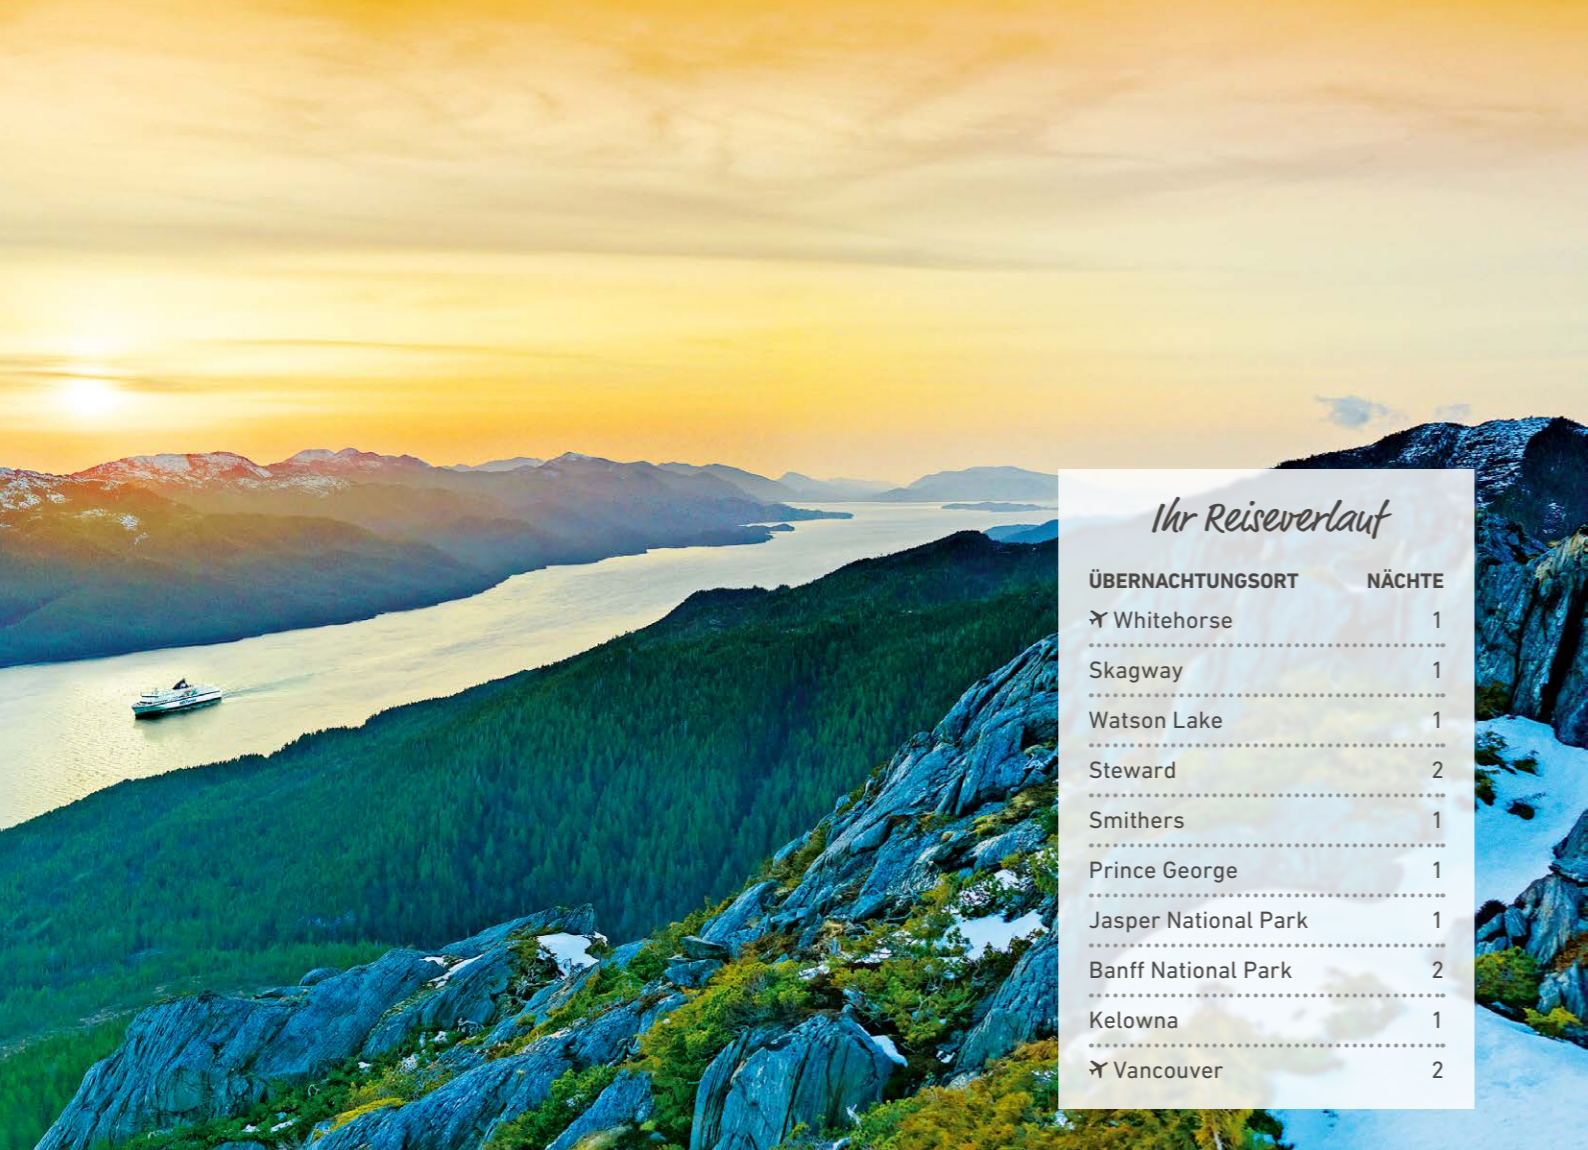 Ihr Reiseverlauf
ÜBERNACHTUNGSORT NÄCHTE
Whitehorse 1
Skagway 1
Watson Lake 1
Steward 2
Smithers 1
Prince George 1
Jasper National Park 1
Banff National Park 2
Kelowna 1
Vancouver 2